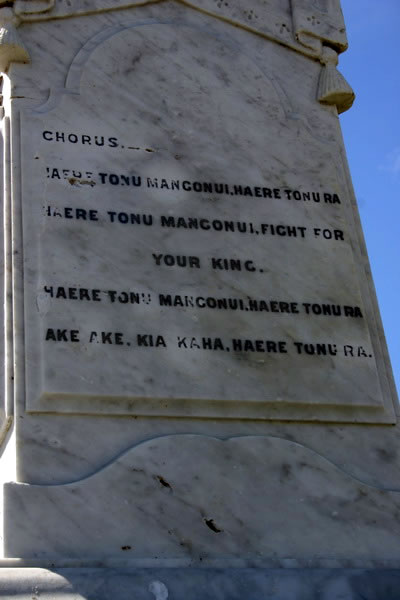 CHORUS.
HAERE TONU MANGONUI, HAERE TONU RA
HAERE TONU MANGONUI, FIGHT FOR
YOUR KING.
HAERE TONU MANGONUI, HAERE TONU RA
AKE AKE, KIA KAHA, HAERE TONU RA.